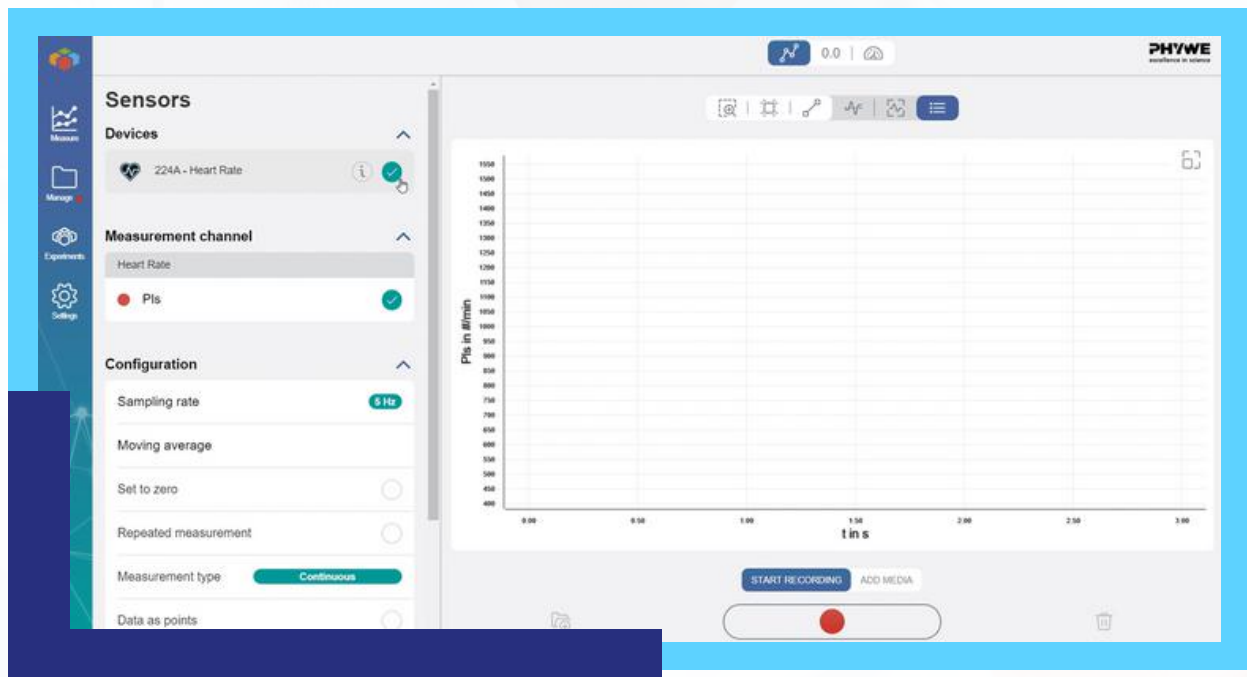 0.0
PHYWE
excellence in science
Measure
Manage
Experiments
Settings
Sensors
Devices
224A - Heart Rate
i
Measurement channel
Heart Rate
Pls
Configuration
Sampling rate
5 Hz
Moving average
Set to zero
Repeated measurement
Measurement type
Continuous
Data as points
Pls in #/min
1550
1500
1450
1400
1350
1300
1250
1200
1150
1100
1050
1000
950
900
850
800
750
700
650
600
550
500
450
400
0.00 0.50 1.00 1.50 2.00 2.50 3.00
t in s
START RECORDING ADD MEDIA